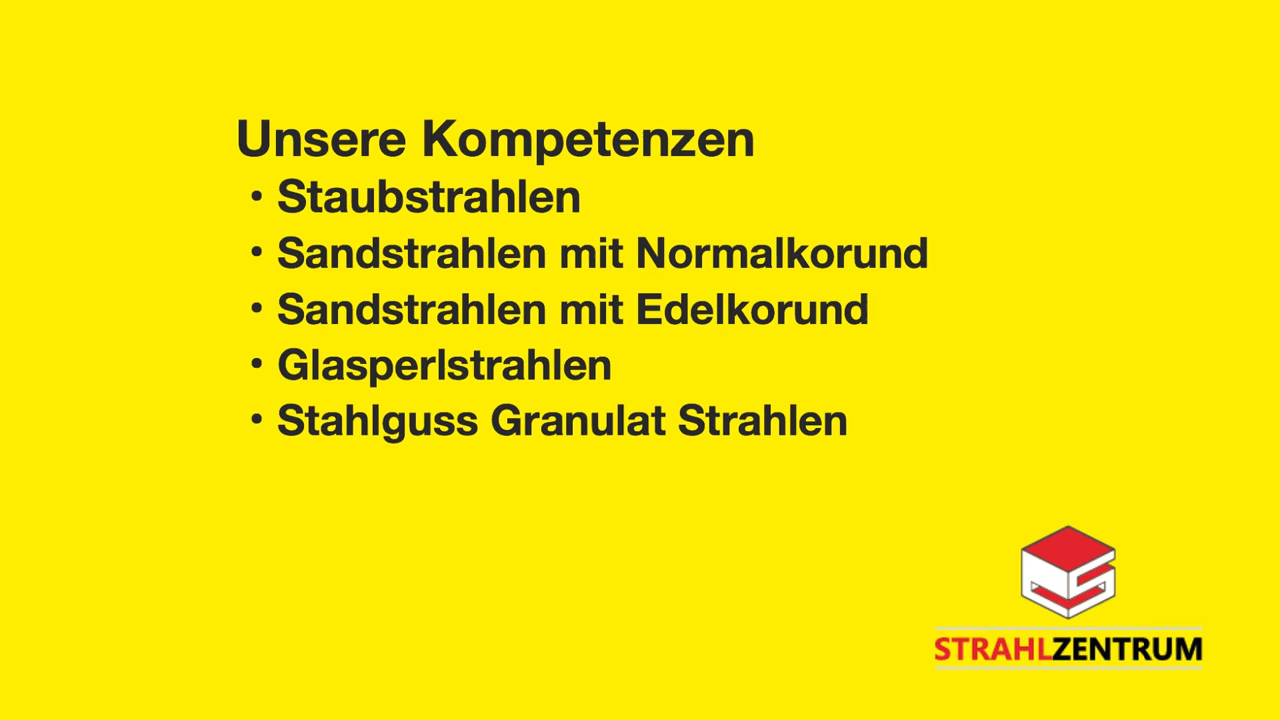 Unsere Kompetenzen
• Staubstrahlen
• Sandstrahlen mit Normalkorund
• Sandstrahlen mit Edelkorund
• Glasperlstrahlen
• Stahlguss Granulat Strahlen
STRAHLZENTRUM